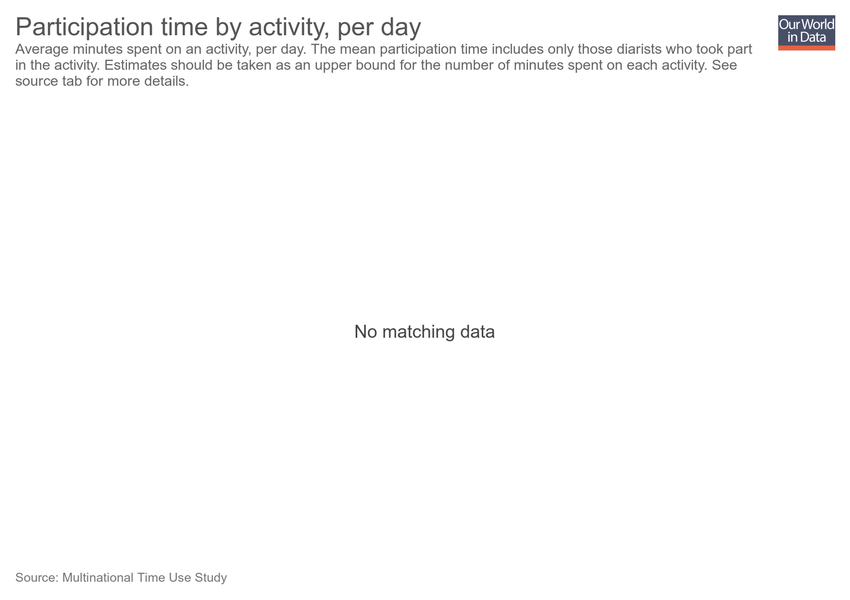 Participation time by activity, per day
Our World
in Data
Average minutes spent on an activity, per day. The mean participation time includes only those diarists who took part
in the activity. Estimates should be taken as an upper bound for the number of minutes spent on each activity. See
source tab for more details.
No matching data
Source: Multinational Time Use Study